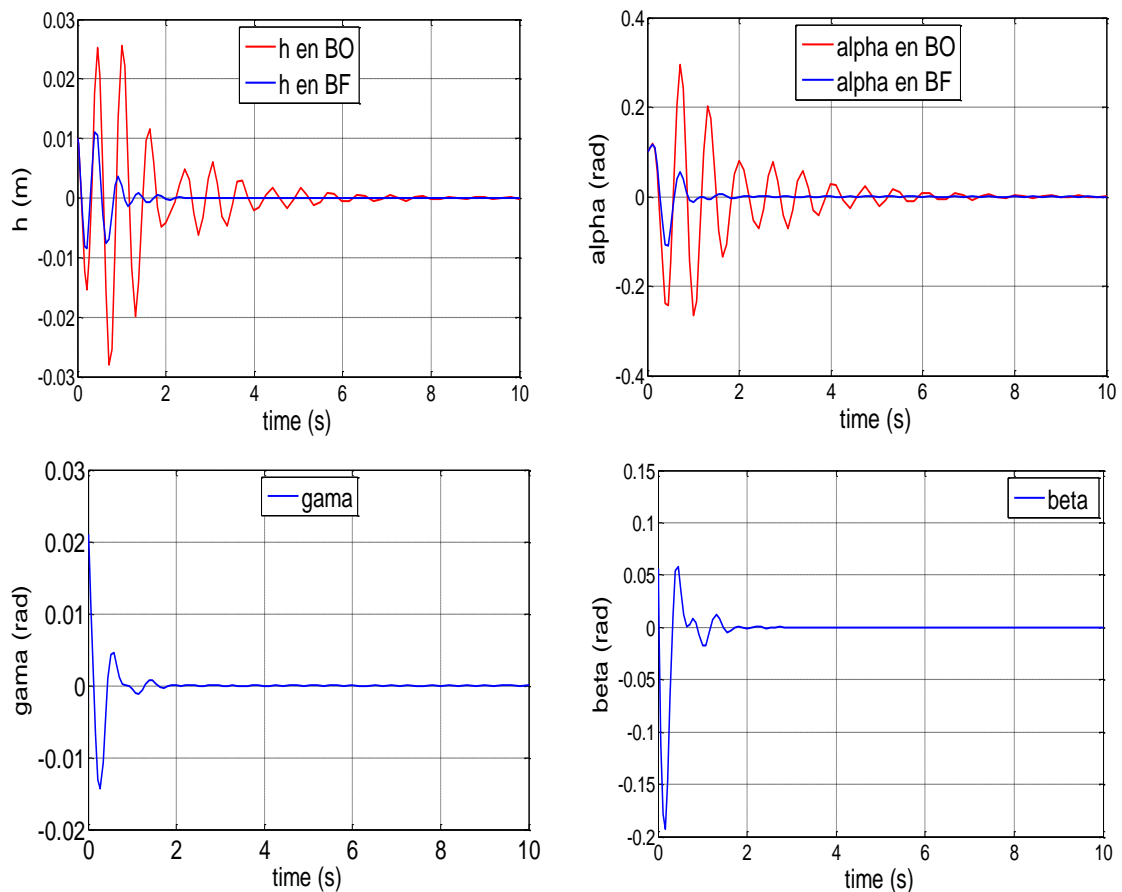 h en BO
h en BF
h (m)
0.03
0.02
0.01
0
-0.01
-0.02
-0.03
0 2 4 6 8 10
time (s)
alpha en BO
alpha en BF
alpha (rad)
0.4
0.2
0
-0.2
-0.4
0 2 4 6 8 10
time (s)
gama
gama (rad)
0.03
0.02
0.01
0
-0.01
-0.02
0 2 4 6 8 10
time (s)
beta
beta (rad)
0.15
0.1
0.05
0
-0.05
-0.1
-0.15
-0.2
0 2 4 6 8 10
time (s)